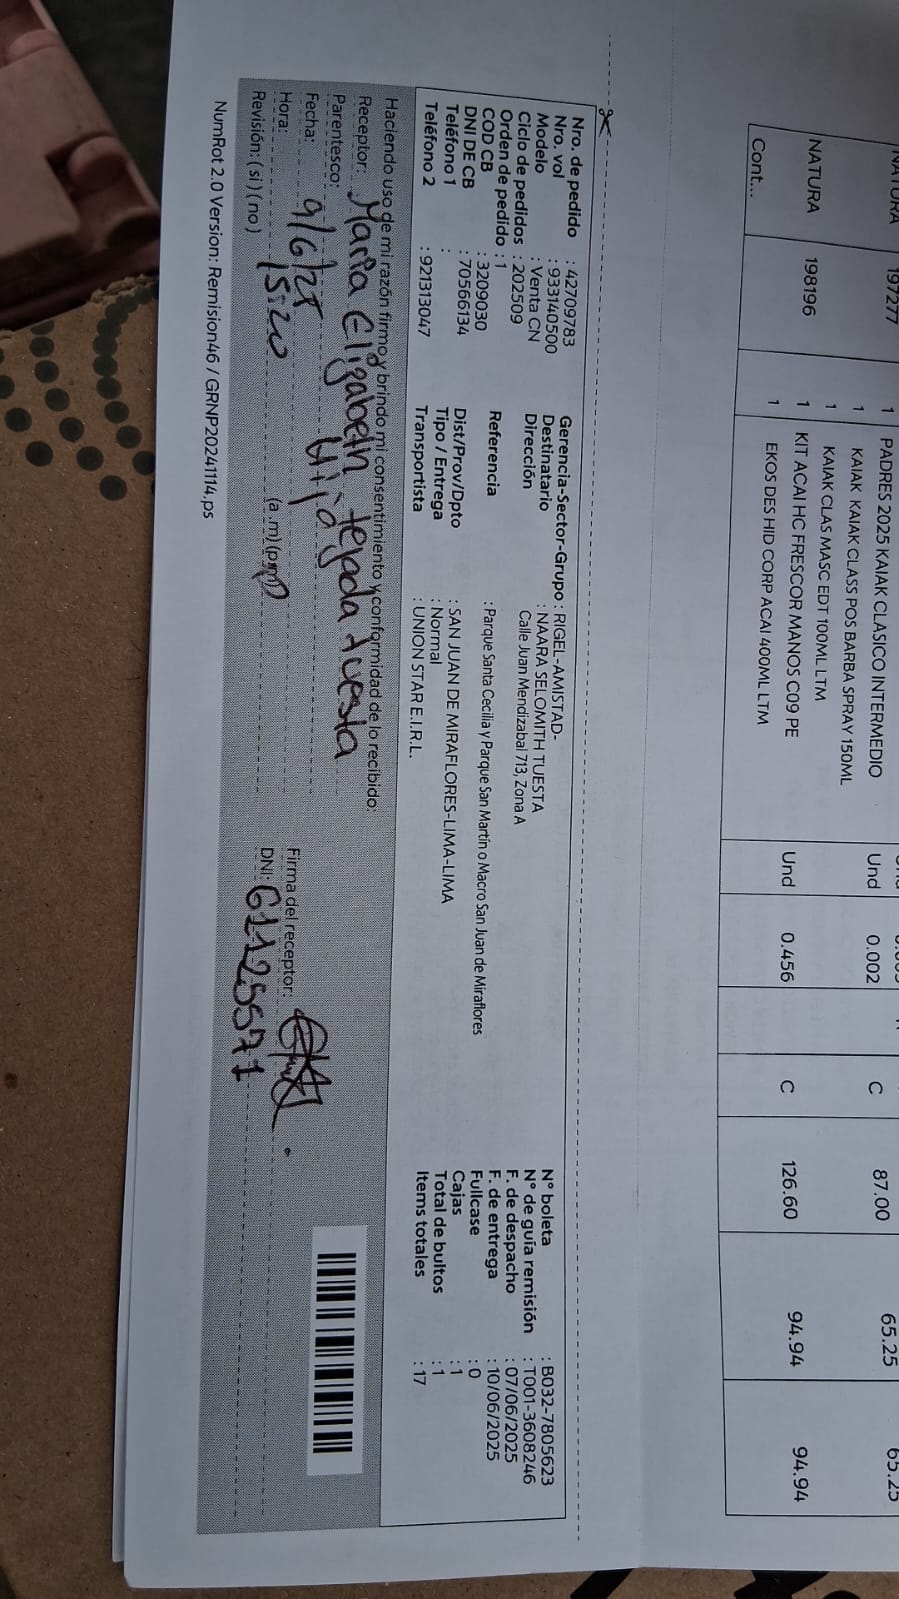 NATURA 197277 1 PADRES 2025 KAIAK CLASICO INTERMEDIO Und 0.002 C 87.00 65.25 65.25
1 KAIAK KAIAK CLASS POS BARBA SPRAY 150ML
1 KAIAK CLAS MASC EDT 100ML LTM
NATURA 198196 1 KIT ACAI HC FRESCOR MANOS C09 PE Und 0.456 C 126.60 94.94 94.94
1 EKOS DES HID CORP ACAI 400ML LTM
Cont...
Nro. de pedido : 42709783
Nro. vol : 933140500
Modelo : Venta CN
Ciclo de pedidos : 202509
Orden de pedido : 1
COD CB : 3209030
DNI DE CB : 70566134
Teléfono 1 :
Teléfono 2 : 921313047
Gerencia-Sector-Grupo : RIGEL-AMISTAD-
Destinatario : NAARA SELOMITH TUESTA
Dirección Calle Juan Mendizabal 713, Zona A
Referencia : Parque Santa Cecilia y Parque San Martin o Macro San Juan de Miraflores
Dist/Prov/Dpto : SAN JUAN DE MIRAFLORES-LIMA-LIMA
Tipo / Entrega : Normal
Transportista : UNION STAR E.I.R.L.
N° boleta : B032-7805623
N° de guía remisión : T001-3608246
F. de despacho : 07/06/2025
F. de entrega : 10/06/2025
Fullcase : 0
Cajas : 1
Total de bultos : 1
Items totales : 17
Haciendo uso de mi razón firmo y brindo mi consentimiento y conformidad de lo recibido:
Receptor: Maria Elizabeth tejada tuesta
Parentesco: Hija
Fecha: 9/6/25
Hora: 15:20 (a .m) (p.m)
Revisión: (si) (no)
Firma del receptor:
DNI: 61125571
NumRot 2.0 Version: Remision46 / GRNP20241114.ps